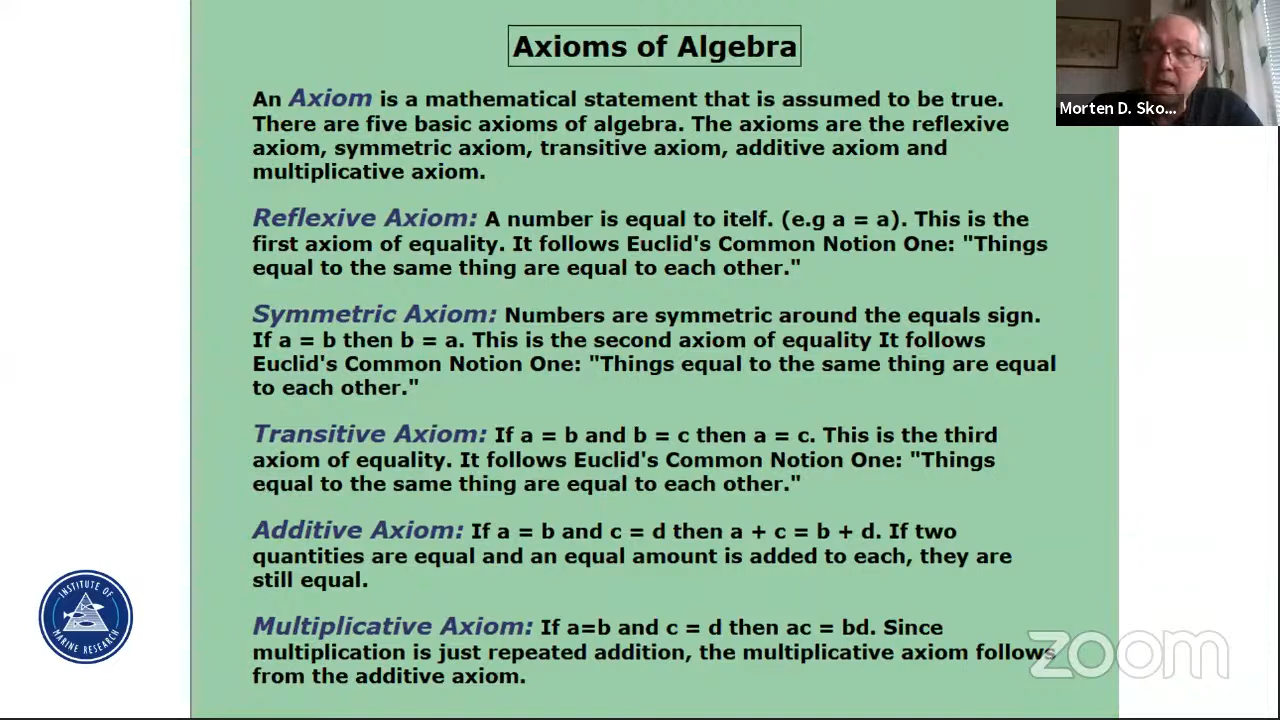 Axioms of Algebra
An Axiom is a mathematical statement that is assumed to be true.
There are five basic axioms of algebra. The axioms are the reflexive
axiom, symmetric axiom, transitive axiom, additive axiom and
multiplicative axiom.
Reflexive Axiom: A number is equal to itelf. (e.g a = a). This is the
first axiom of equality. It follows Euclid's Common Notion One: "Things
equal to the same thing are equal to each other."
Symmetric Axiom: Numbers are symmetric around the equals sign.
If a = b then b = a. This is the second axiom of equality It follows
Euclid's Common Notion One: "Things equal to the same thing are equal
to each other."
Transitive Axiom: If a = b and b = c then a = c. This is the third
axiom of equality. It follows Euclid's Common Notion One: "Things
equal to the same thing are equal to each other."
Additive Axiom: If a = b and c = d then a + c = b + d. If two
quantities are equal and an equal amount is added to each, they are
still equal.
Multiplicative Axiom: If a=b and c = d then ac = bd. Since
multiplication is just repeated addition, the multiplicative axiom follows
from the additive axiom.
Morten D. Sko...
INSTITUTE OF
MARINE RESEARCH
zoom